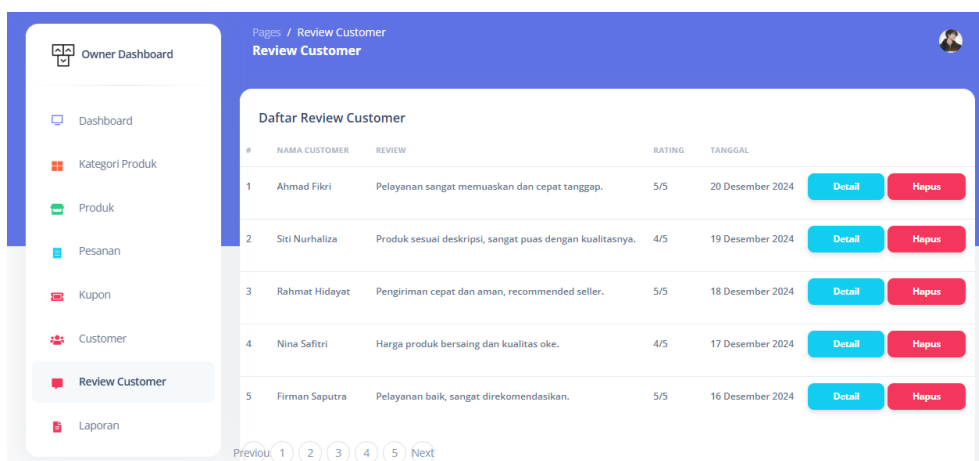 Owner Dashboard
Dashboard
Kategori Produk
Produk
Pesanan
Kupon
Customer
Review Customer
Laporan
Pages / Review Customer
Review Customer
Daftar Review Customer
# NAMA CUSTOMER REVIEW RATING TANGGAL
1 Ahmad Fikri Pelayanan sangat memuaskan dan cepat tanggap. 5/5 20 Desember 2024 Detail Hapus
2 Siti Nurhaliza Produk sesuai deskripsi, sangat puas dengan kualitasnya. 4/5 19 Desember 2024 Detail Hapus
3 Rahmat Hidayat Pengiriman cepat dan aman, recommended seller. 5/5 18 Desember 2024 Detail Hapus
4 Nina Safitri Harga produk bersaing dan kualitas oke. 4/5 17 Desember 2024 Detail Hapus
5 Firman Saputra Pelayanan baik, sangat direkomendasikan. 5/5 16 Desember 2024 Detail Hapus
Previou 1 2 3 4 5 Next